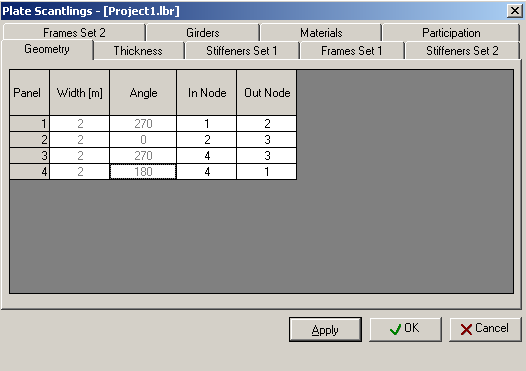 Plate Scantlings - [Project1.lbr]
Frames Set 2 Girders Materials Participation
Geometry Thickness Stiffeners Set 1 Frames Set 1 Stiffeners Set 2
Panel Width [m] Angle In Node Out Node
1 2 270 1 2
2 2 0 2 3
3 2 270 4 3
4 2 180 4 1
Apply OK Cancel